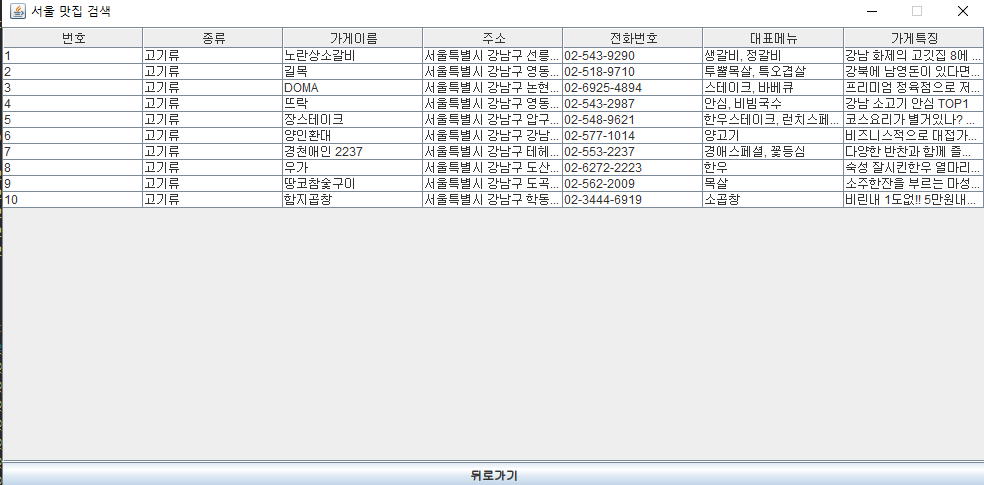 서울 맛집 검색
번호 종류 가게이름 주소 전화번호 대표메뉴 가게특징
1 고기류 노란상소갈비 서울특별시 강남구 선릉... 02-543-9290 생갈비, 정갈비 강남 화제의 고깃집 8에 ...
2 고기류 길목 서울특별시 강남구 영동... 02-518-9710 투뿔목살, 특오겹살 강북에 남영돈이 있다면...
3 고기류 DOMA 서울특별시 강남구 논현... 02-6925-4894 스테이크, 바베큐 프리미엄 정육점으로 저...
4 고기류 뜨락 서울특별시 강남구 영동... 02-543-2987 안심, 비빔국수 강남 소고기 안심 TOP1
5 고기류 장스테이크 서울특별시 강남구 압구... 02-548-9621 한우스테이크, 런치스페... 코스요리가 별거있나? ...
6 고기류 양인환대 서울특별시 강남구 강남... 02-577-1014 양고기 비즈니스적으로 대접가...
7 고기류 경천애인 2237 서울특별시 강남구 테헤... 02-553-2237 경애스페셜, 꽃등심 다양한 반찬과 함께 즐...
8 고기류 우가 서울특별시 강남구 도산... 02-6272-2223 한우 숙성 잘시킨한우 열마리...
9 고기류 땅코참숯구이 서울특별시 강남구 도곡... 02-562-2009 목살 소주한잔을 부르는 마성...
10 고기류 함지곱창 서울특별시 강남구 학동... 02-3444-6919 소곱창 비린내 1도없!! 5만원내...
뒤로가기